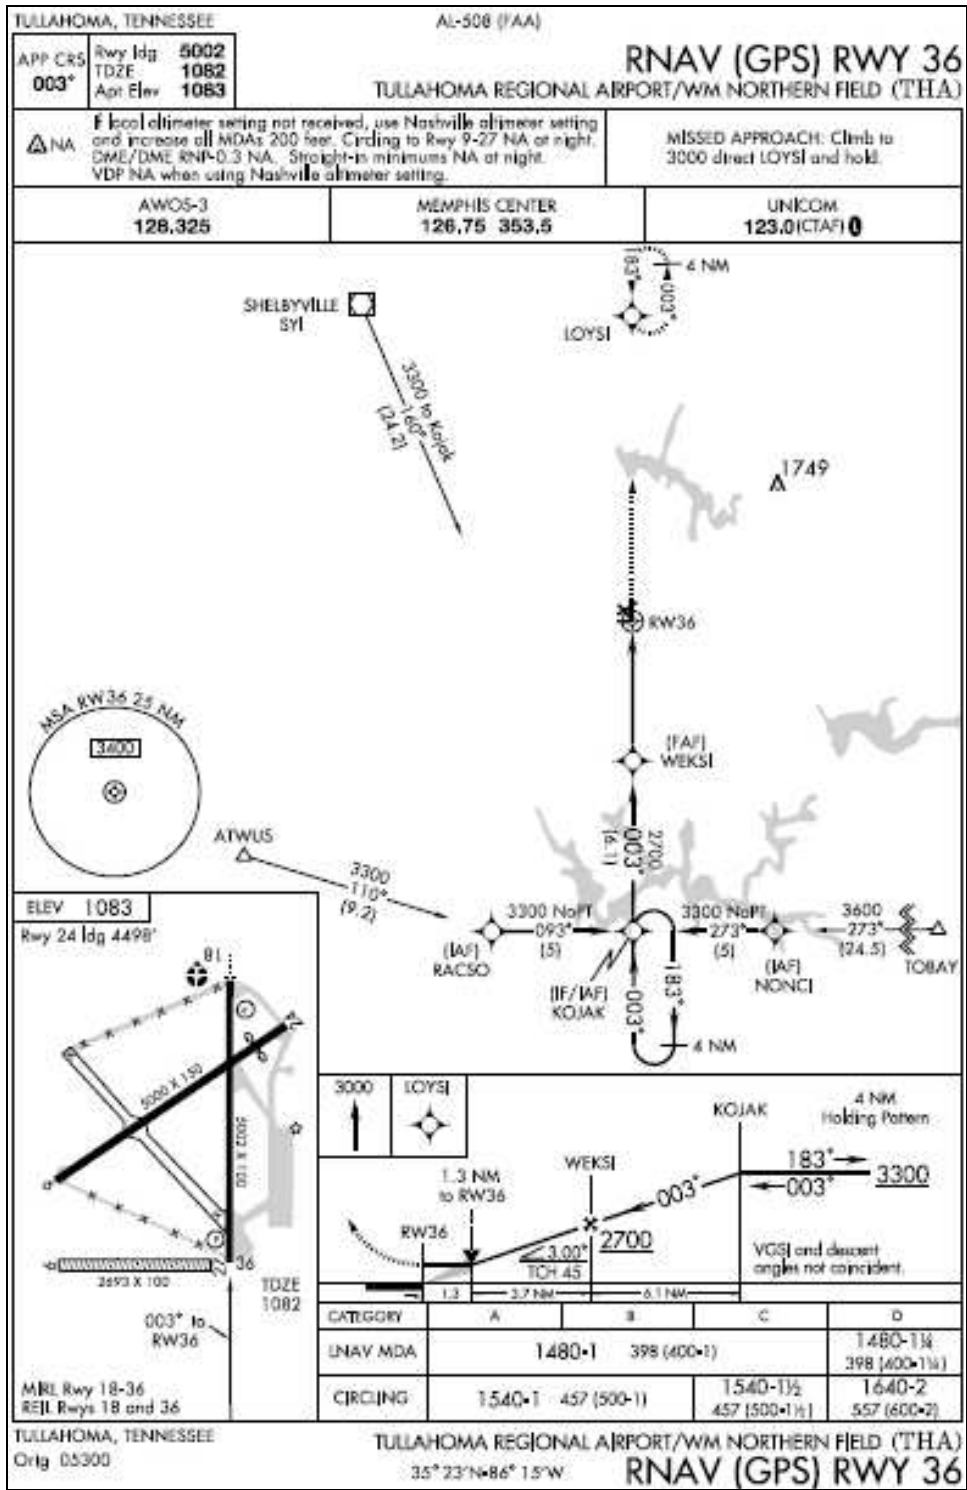 TULLAHOMA, TENNESSEE
AL-508 (FAA)
APP CRS
003°
Rwy ldg 5002
TDZE 1082
Apt Elev 1083
RNAV (GPS) RWY 36
TULLAHOMA REGIONAL AIRPORT/WM NORTHERN FIELD (THA)
A NA
If local altimeter setting not received, use Nashville altimeter setting
and increase all MDAs 200 feet. Circling to Rwy 9-27 NA at night.
DME/DME RNP-0.3 NA. Straight-in minimums NA at night.
VDP NA when using Nashville altimeter setting.
MISSED APPROACH: Climb to
3000 direct LOYSI and hold.
AWOS-3
128.325
MEMPHIS CENTER
126.75 353.5
UNICOM
123.0(CTAF) L
183°
003°
4 NM
LOYSI
SHELBYVILLE
SYI
3300 to Kojak
160°
(24.2)
1749
RW36
MSA RW36 25 NM
3400
(FAF)
WEKSI
2700
003°
(6.1)
ATWUS
3300
110°
(9.2)
3300 NoPT
093°
(5)
(IAF)
RACSO
(IF/IAF)
KOJAK
3300 NoPT
273°
(5)
(IAF)
NONCI
3600
273°
(24.5)
TOBAY
003°
183°
4 NM
ELEV 1083
Rwy 24 ldg 4498'
18
5000 X 150
5002 X 100
36
2693 X 100
TDZE
1082
003° to
RW36
MIRL Rwy 18-36
REIL Rwys 18 and 36
3000
LOYSI
KOJAK
4 NM
Holding Pattern
183°
003°
3300
WEKSI
003°
1.3 NM
to RW36
RW36
2700
3.00°
TCH 45
VGSI and descent
angles not coincident.
1.3
3.7 NM
6.1 NM
CATEGORY A B C D
LNAV MDA 1480-1 398 (400-1) 1480-1¼ 398 (400-1¼)
CIRCLING 1540-1 457 (500-1) 1540-1½ 457 (500-1½) 1640-2 557 (600-2)
TULLAHOMA, TENNESSEE
Orig 05300
TULLAHOMA REGIONAL AIRPORT/WM NORTHERN FIELD (THA)
35° 23'N-86° 15'W
RNAV (GPS) RWY 36